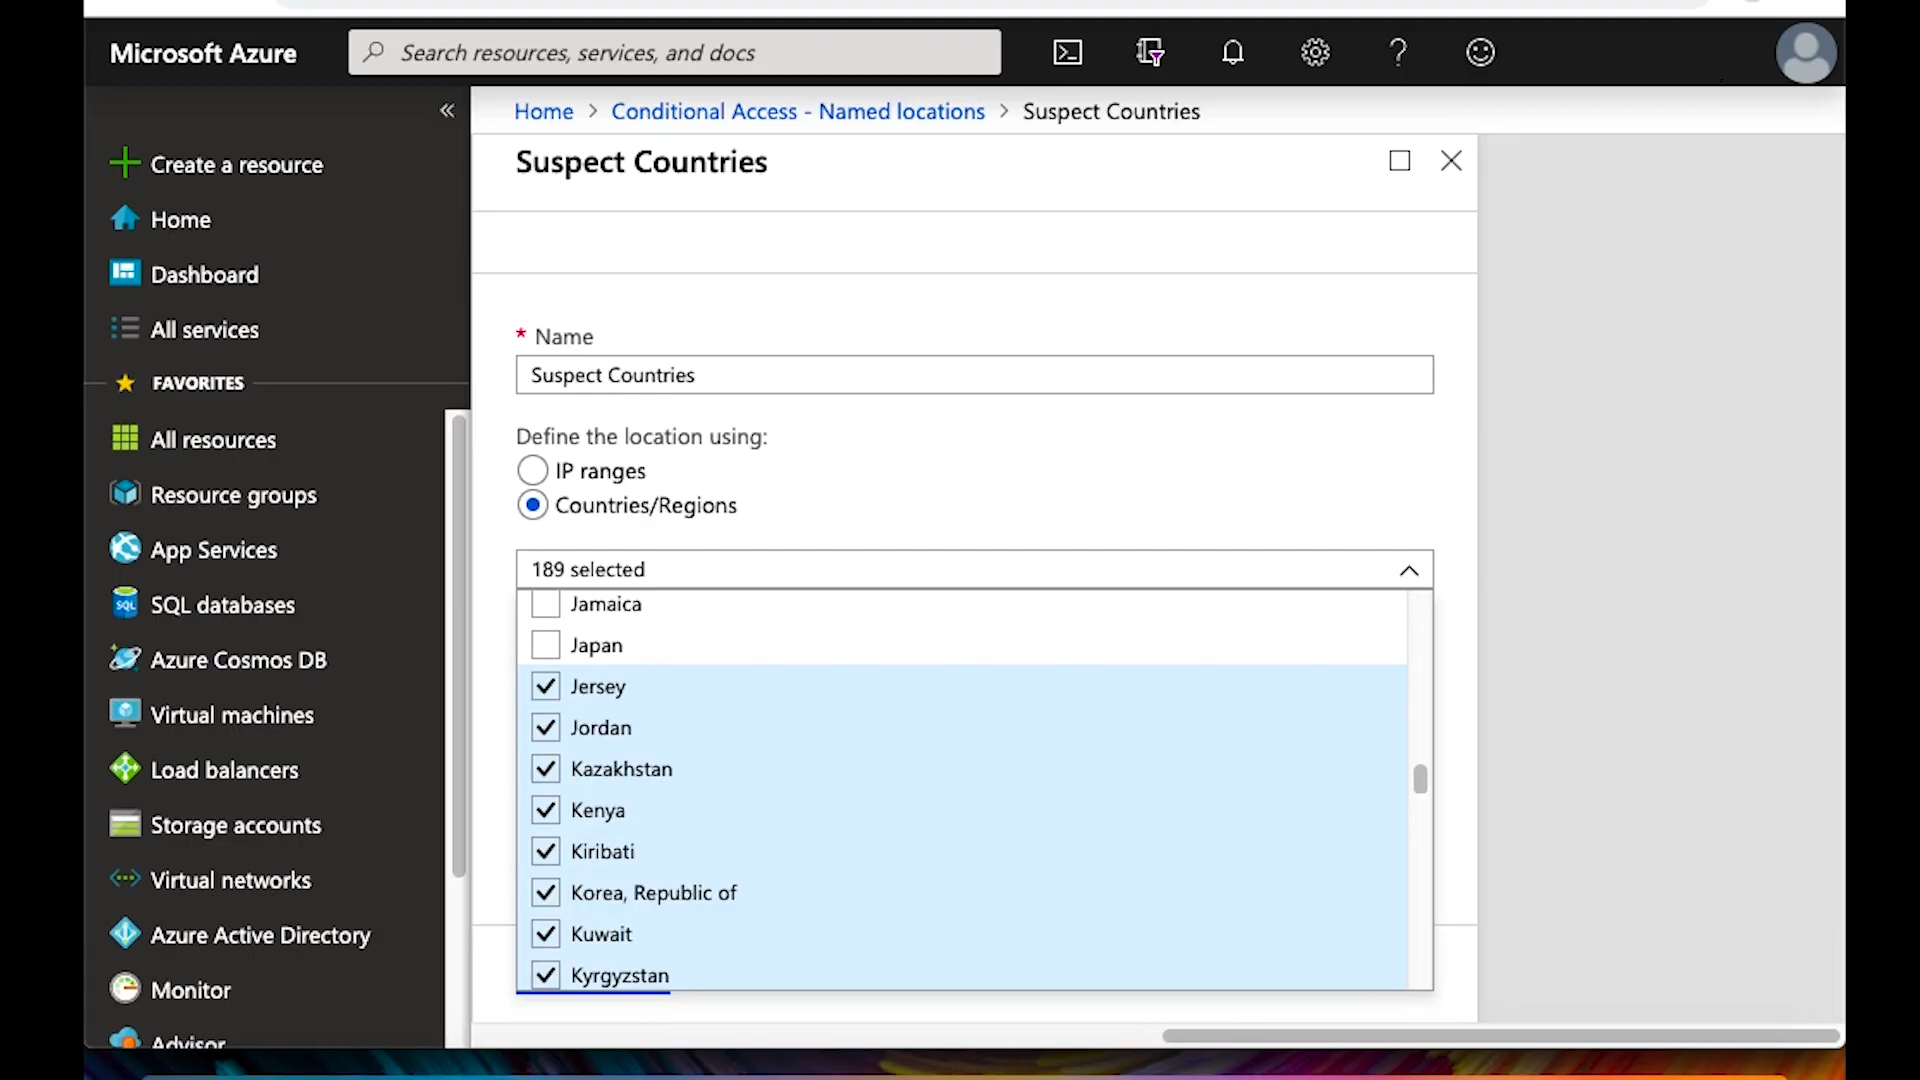 Microsoft Azure
Search resources, services, and docs
Home > Conditional Access - Named locations > Suspect Countries
Create a resource
Home
Dashboard
All services
FAVORITES
All resources
Resource groups
App Services
SQL databases
Azure Cosmos DB
Virtual machines
Load balancers
Storage accounts
Virtual networks
Azure Active Directory
Monitor
Advisor
Suspect Countries
* Name
Suspect Countries
Define the location using:
IP ranges
Countries/Regions
189 selected
Jamaica
Japan
Jersey
Jordan
Kazakhstan
Kenya
Kiribati
Korea, Republic of
Kuwait
Kyrgyzstan